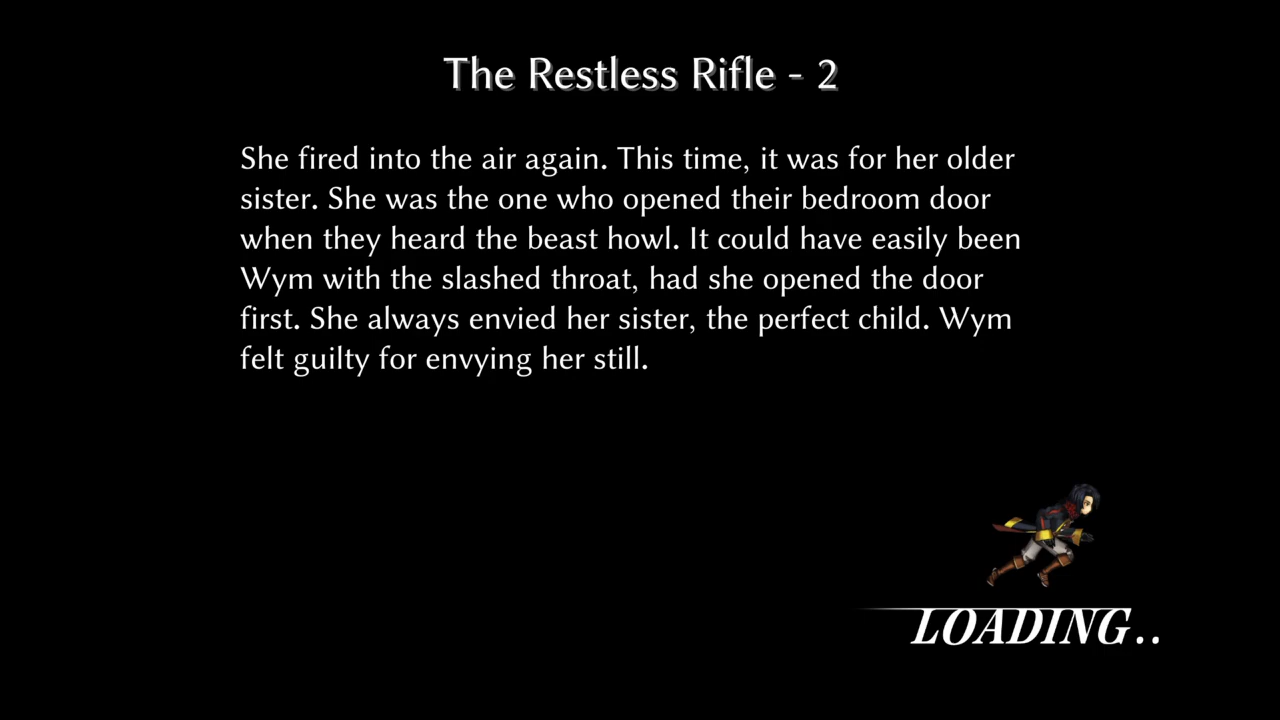 The Restless Rifle - 2
She fired into the air again. This time, it was for her older
sister. She was the one who opened their bedroom door
when they heard the beast howl. It could have easily been
Wym with the slashed throat, had she opened the door
first. She always envied her sister, the perfect child. Wym
felt guilty for envying her still.
LOADING..